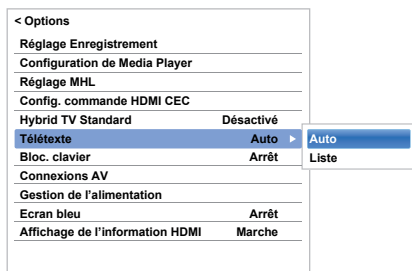 < Options
Réglage Enregistrement
Configuration de Media Player
Réglage MHL
Config. commande HDMI CEC
Hybrid TV Standard Désactivé
Télétexte Auto ▶ Auto
Bloc. clavier Arrêt Liste
Connexions AV
Gestion de l'alimentation
Ecran bleu Arrêt
Affichage de l'information HDMI Marche